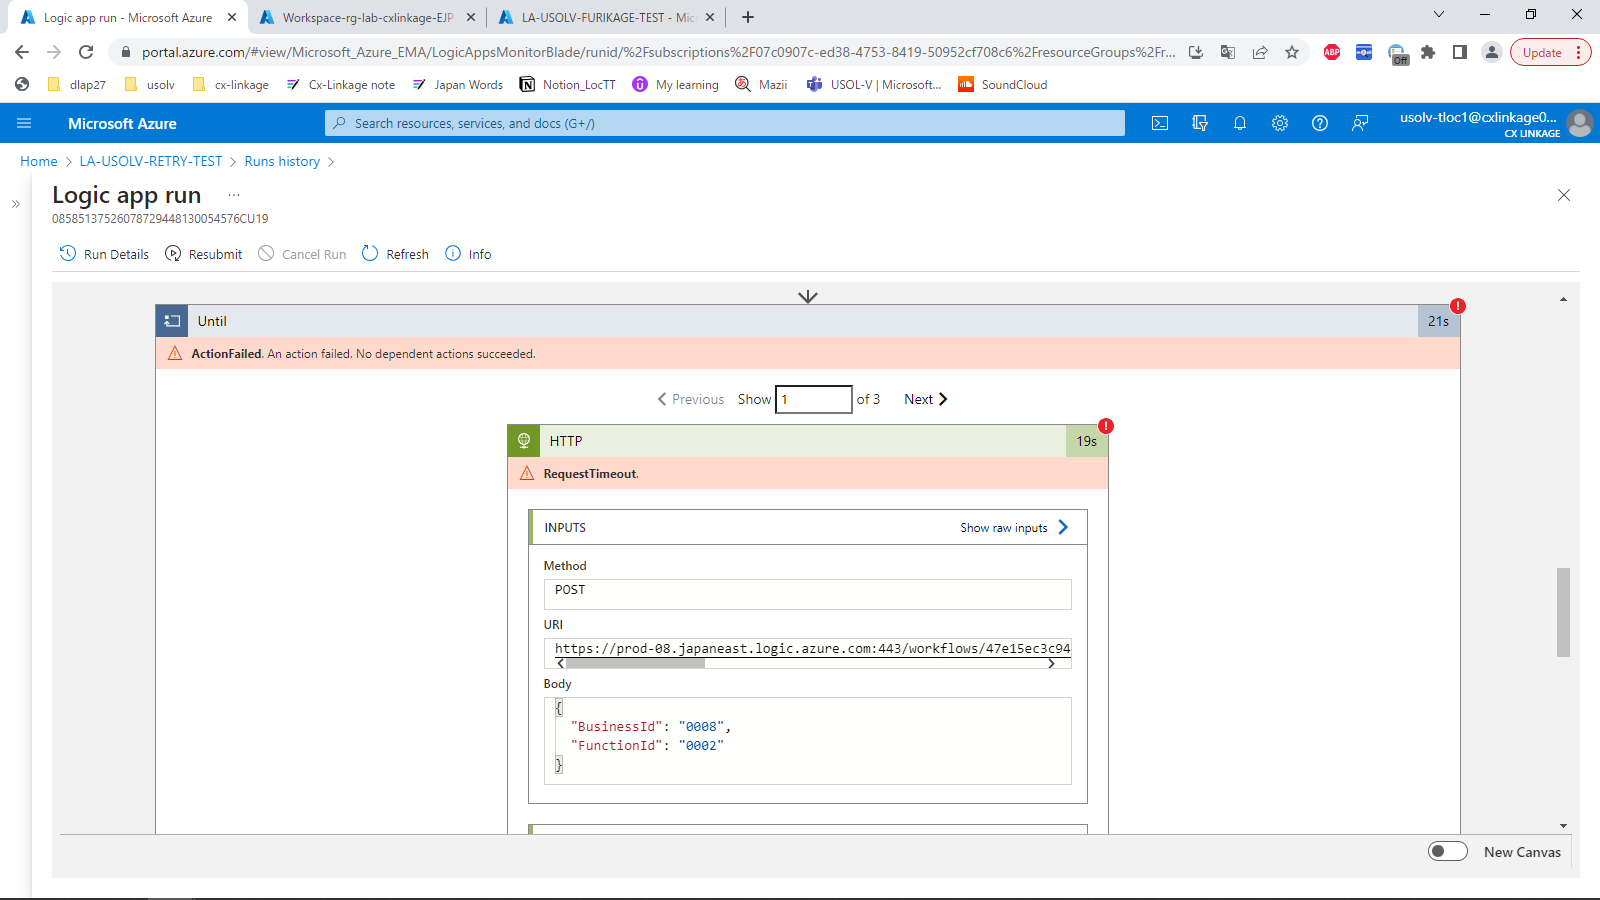 Logic app run - Microsoft Azure
Workspace-rg-lab-cxlinkage-EJP
LA-USOLV-FURIKAGE-TEST - Mic
portal.azure.com/#view/Microsoft_Azure_EMA/LogicAppsMonitorBlade/runid/%2Fsubscriptions%2F07c0907c-ed38-4753-8419-50952cf708c6%2FresourceGroups%2Fr...
ABP
Off
Update
dlap27
usolv
cx-linkage
Cx-Linkage note
Japan Words
Notion_LocTT
My learning
Mazii
USOL-V | Microsoft...
SoundCloud
Microsoft Azure
Search resources, services, and docs (G+/)
usolv-tloc1@cxlinkage0...
CX LINKAGE
Home > LA-USOLV-RETRY-TEST > Runs history >
Logic app run ...
08585137526078729448130054576CU19
Run Details
Resubmit
Cancel Run
Refresh
Info
Until
21s
ActionFailed. An action failed. No dependent actions succeeded.
Previous Show 1 of 3 Next
HTTP
19s
RequestTimeout.
INPUTS
Show raw inputs
Method
POST
URI
https://prod-08.japaneast.logic.azure.com:443/workflows/47e15ec3c94
Body
{
"BusinessId": "0008",
"FunctionId": "0002"
}
New Canvas